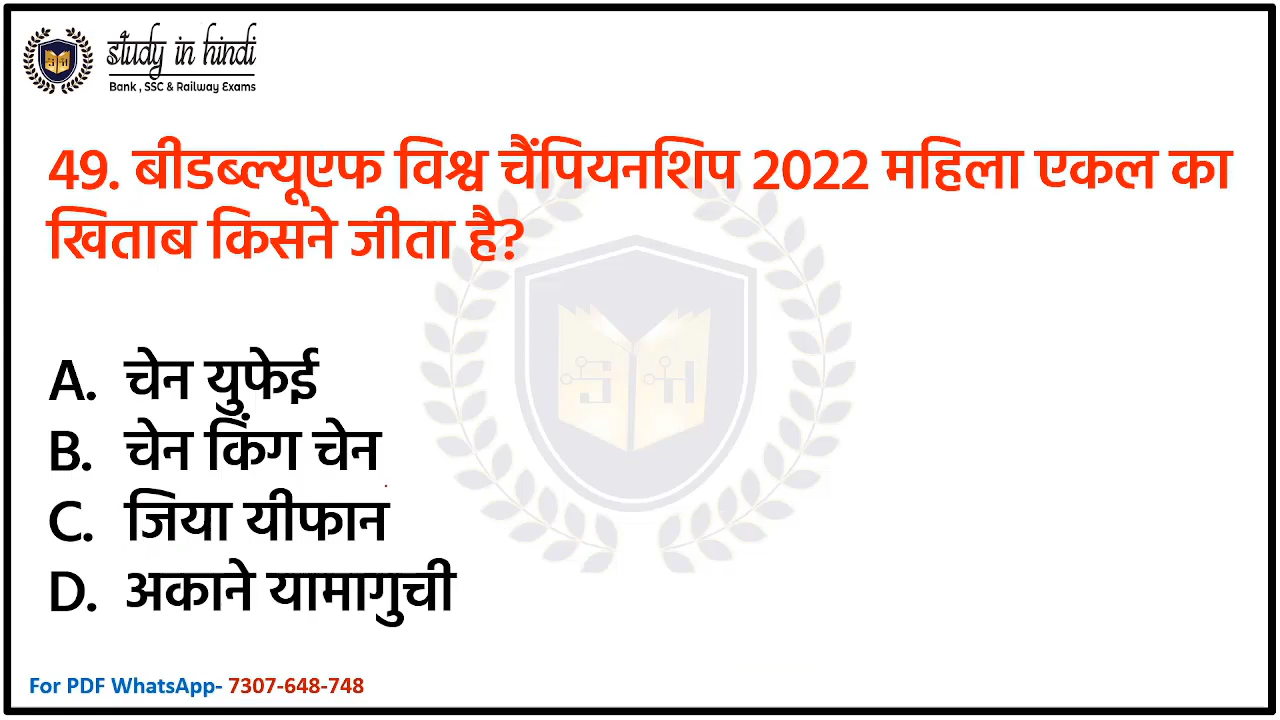 study in hindi
Bank , SSC & Railway Exams
49. बीडब्ल्यूएफ विश्व चैंपियनशिप 2022 महिला एकल का
खिताब किसने जीता है?
A. चेन युफेई
B. चेन किंग चेन
C. जिया यीफान
D. अकाने यामागुची
For PDF WhatsApp- 7307-648-748